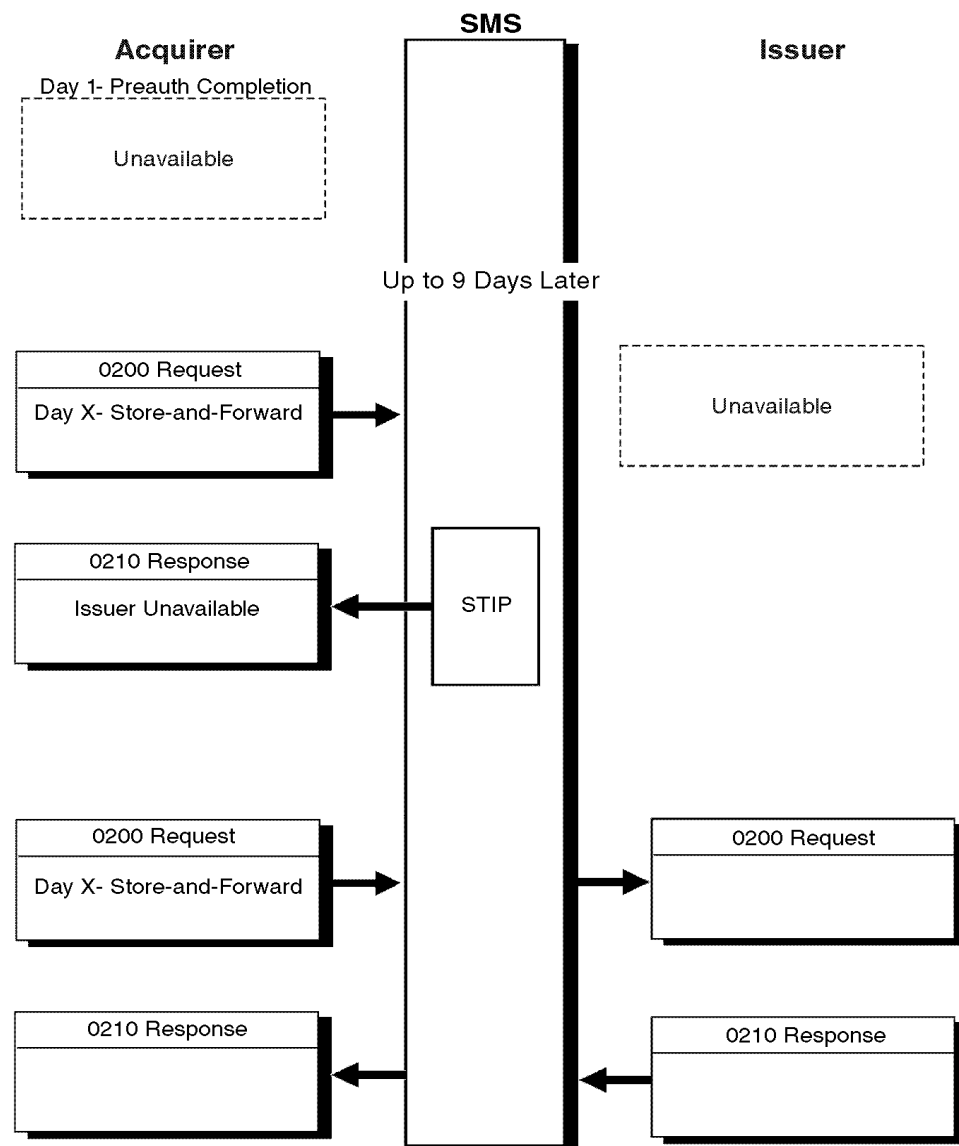 SMS
Acquirer
Issuer
Day 1- Preauth Completion
Unavailable
Up to 9 Days Later
0200 Request
Day X- Store-and-Forward
Unavailable
0210 Response
Issuer Unavailable
STIP
0200 Request
Day X- Store-and-Forward
0200 Request
0210 Response
0210 Response